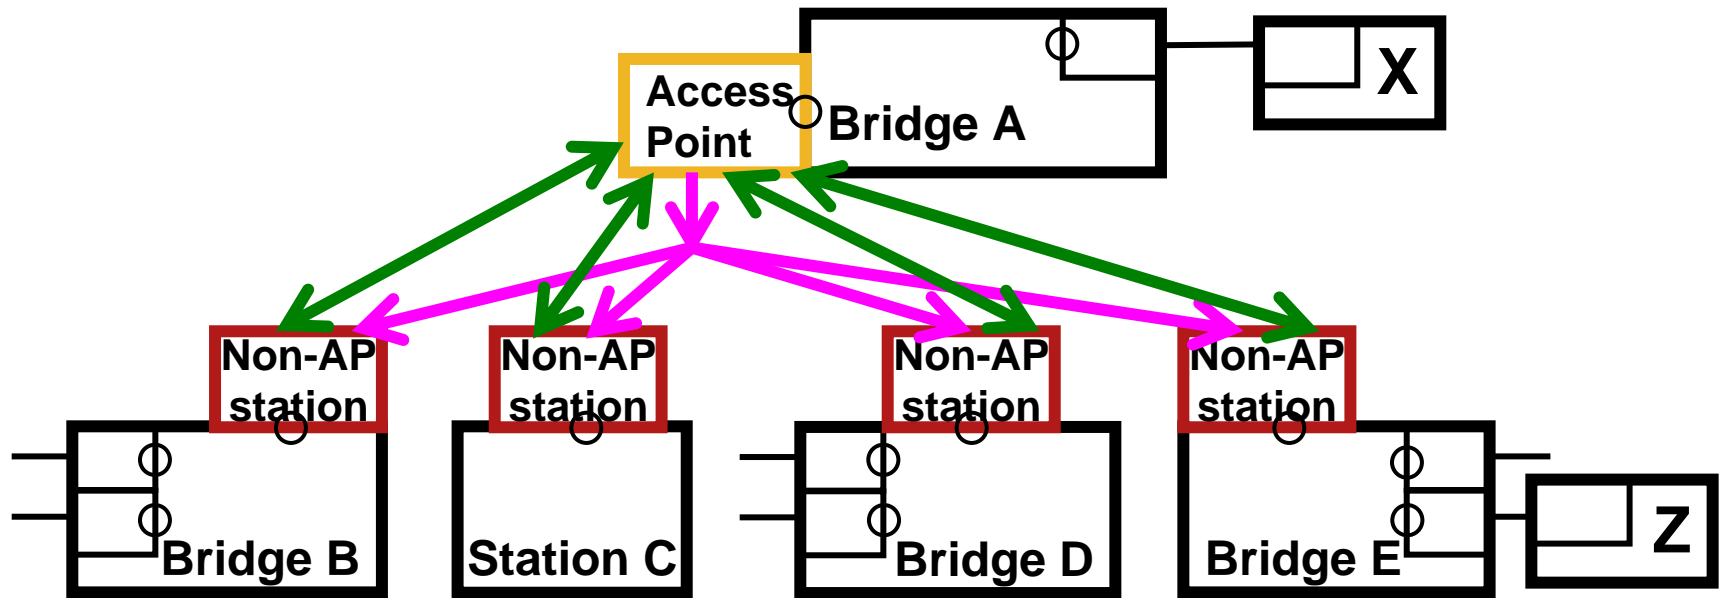 X
Access
Point
Bridge A
Non-AP
station
Non-AP
station
Non-AP
station
Non-AP
station
Bridge B
Station C
Bridge D
Bridge E
Z